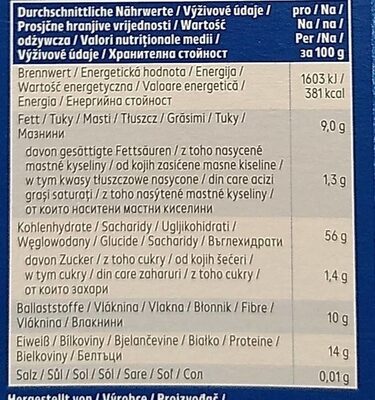 Durchschnittliche Nährwerte / Výživové údaje /
Prosječne hranjive vrijednosti / Wartość
odżywcza / Valori nutriționale medii /
Výživové údaje / Хранителна стойност
pro / Na /
Na / na /
Per / Na /
за 100 g
Brennwert / Energetická hodnota / Energija /
Wartość energetyczna / Valoare energetică /
Energia / Енергийна стойност
1603 kJ /
381 kcal
Fett / Tuky / Masti / Tłuszcz / Grăsimi / Tuky /
Мазнини
9,0 g
davon gesättigte Fettsäuren / z toho nasycené
mastné kyseliny / od kojih zasićene masne kiseline /
w tym kwasy tłuszczowe nasycone / din care acizi
grași saturați / z toho nasýtené mastné kyseliny /
от които наситени мастни киселини
1,3 g
Kohlenhydrate / Sacharidy / Ugljikohidrati /
Węglowodany / Glucide / Sacharidy / Въглехидрати
56 g
davon Zucker / z toho cukry / od kojih šećeri /
w tym cukry / din care zaharuri / z toho cukry /
от които захари
1,4 g
Ballaststoffe / Vláknina / Vlakna / Błonnik / Fibre /
Vláknina / Влакнини
10 g
Eiweiß / Bílkoviny / Bjelančevine / Białko / Proteine /
Bielkoviny / Белтъци
14 g
Salz / Sůl / Sol / Sól / Sare / Soľ / Сол
0,01 g
Hergestellt von / Výrobce / Proizvođač /